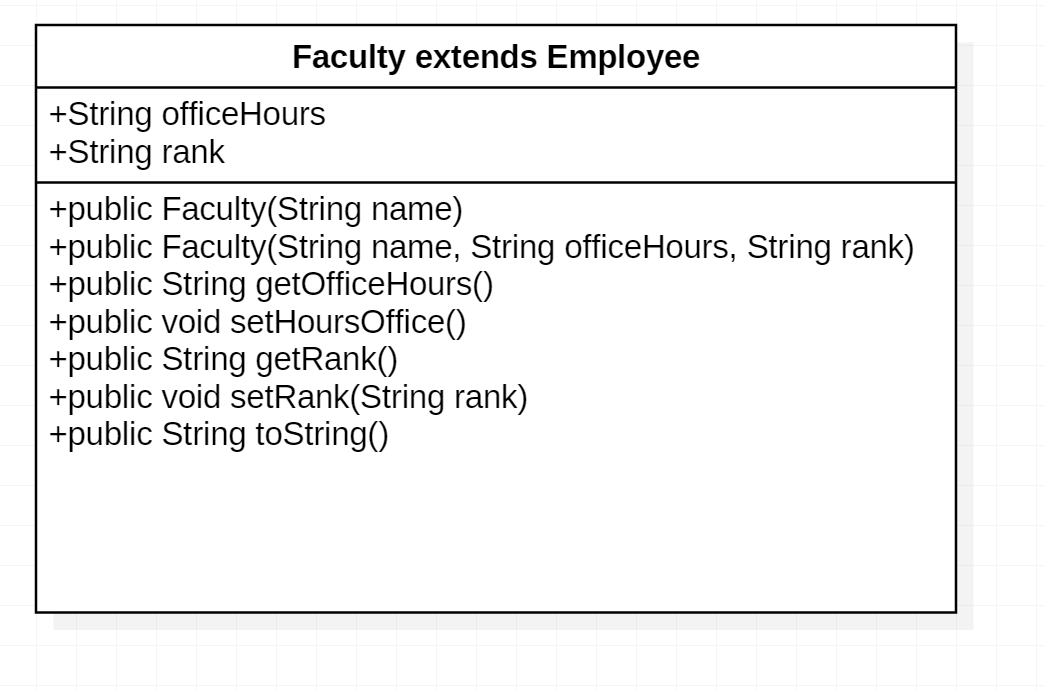 Faculty extends Employee
+String officeHours
+String rank
+public Faculty(String name)
+public Faculty(String name, String officeHours, String rank)
+public String getOfficeHours()
+public void setHoursOffice()
+public String getRank()
+public void setRank(String rank)
+public String toString()